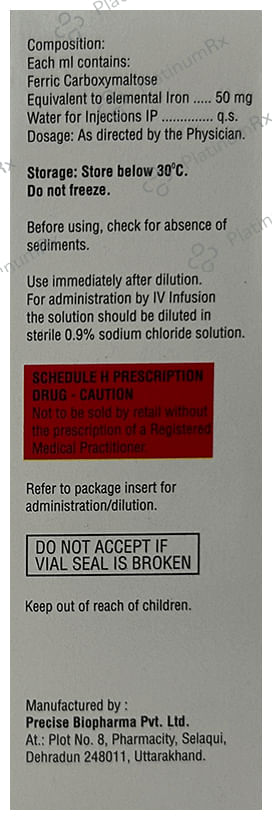 Composition:
Each ml contains:
Ferric Carboxymaltose
Equivalent to elemental Iron ..... 50 mg
Water for Injections IP .............. q.s.
Dosage: As directed by the Physician.
Storage: Store below 30°C.
Do not freeze.
Before using, check for absence of
sediments.
Use immediately after dilution.
For administration by IV Infusion
the solution should be diluted in
sterile 0.9% sodium chloride solution.
SCHEDULE H PRESCRIPTION
DRUG - CAUTION
Not to be sold by retail without
the prescription of a Registered
Medical Practitioner
Refer to package insert for
administration/dilution.
DO NOT ACCEPT IF
VIAL SEAL IS BROKEN
Keep out of reach of children.
Manufactured by :
Precise Biopharma Pvt. Ltd.
At.: Plot No. 8, Pharmacity, Selaqui,
Dehradun 248011, Uttarakhand.